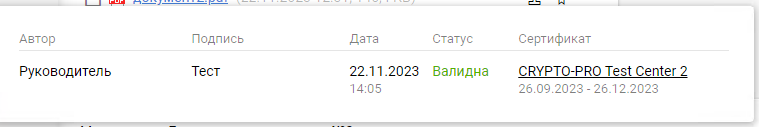 Автор Подпись Дата Статус Сертификат
Руководитель Тест 22.11.2023 Валидна CRYPTO-PRO Test Center 2
14:05 26.09.2023 - 26.12.2023